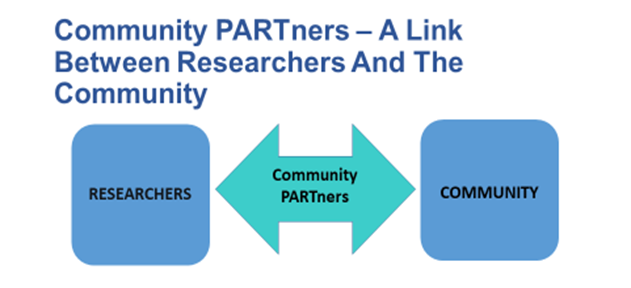 Community PARTners – A Link
Between Researchers And The
Community
RESEARCHERS
Community
PARTners
COMMUNITY